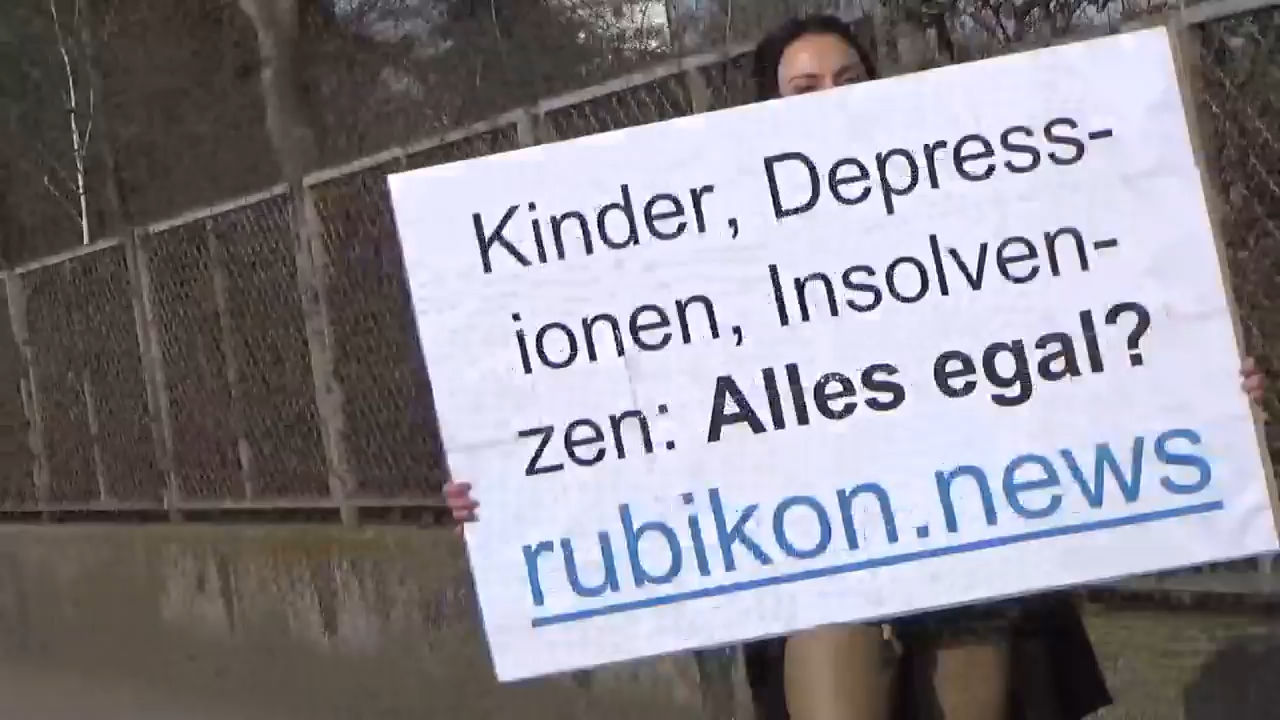 Kinder, Depress-
ionen, Insolven-
zen: Alles egal?
rubikon.news